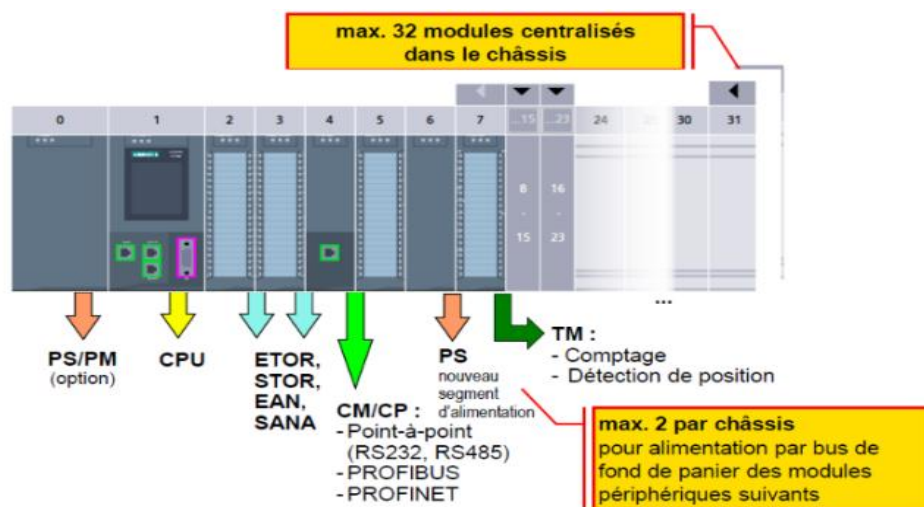 max. 32 modules centralisés
dans le châssis
0 1 2 3 4 5 6 7 ...15 ...23 24 30 31
8 16
- -
15 23
...
PS/PM
(option)
CPU
ETOR,
STOR,
EAN,
SANA
CM/CP :
-Point-à-point
(RS232, RS485)
-PROFIBUS
-PROFINET
PS
nouveau
segment
d'alimentation
TM :
- Comptage
- Détection de position
max. 2 par châssis
pour alimentation par bus de
fond de panier des modules
périphériques suivants